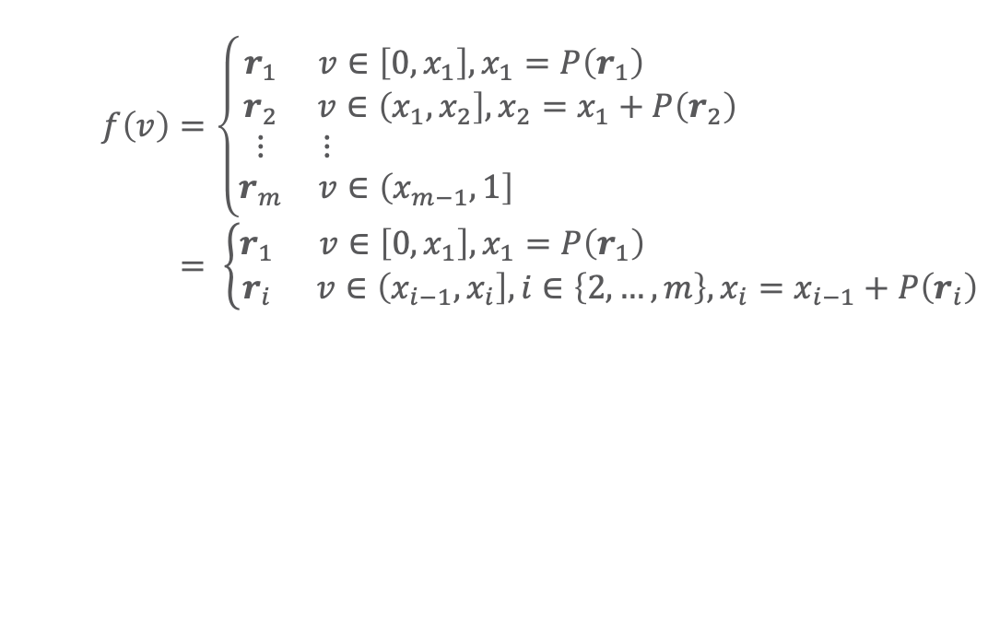 f(v) = { r₁ v ∈ [0, x₁], x₁ = P(r₁)
r₂ v ∈ (x₁, x₂], x₂ = x₁ + P(r₂)
⋮ ⋮
rₘ v ∈ (xₘ₋₁, 1]
= { r₁ v ∈ [0, x₁], x₁ = P(r₁)
rᵢ v ∈ (xᵢ₋₁, xᵢ], i ∈ {2, … , m}, xᵢ = xᵢ₋₁ + P(rᵢ)